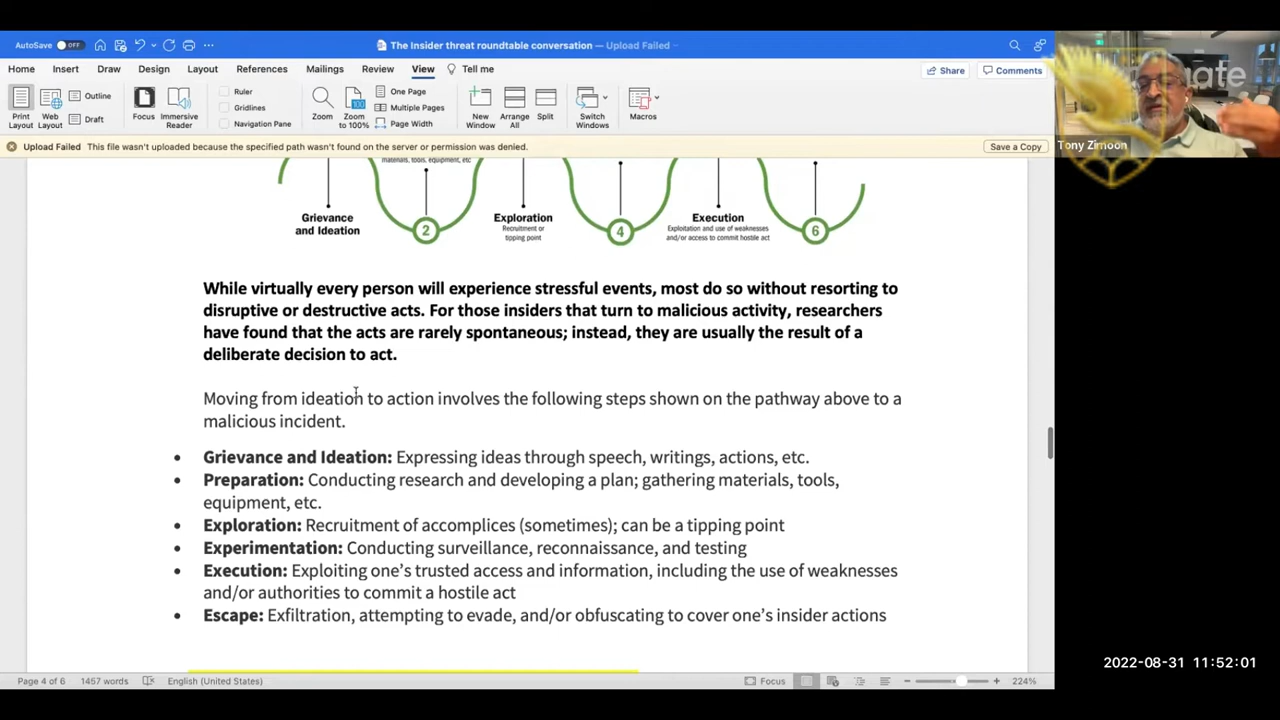 AutoSave OFF
The Insider threat roundtable conversation — Upload Failed
Home Insert Draw Design Layout References Mailings Review View Tell me
Share Comments
Print Layout
Web Layout
Outline
Draft
Focus
Immersive Reader
Ruler
Gridlines
Navigation Pane
Zoom
Zoom to 100%
One Page
Multiple Pages
Page Width
New Window
Arrange All
Split
Switch Windows
Macros
Upload Failed This file wasn't uploaded because the specified path wasn't found on the server or permission was denied.
Save a Copy
Tony Zimoon
materials, tools, equipment, etc
Grievance and Ideation
2
Exploration
Recruitment or
tipping point
4
Execution
Exploitation and use of weaknesses
and/or access to commit hostile act
6
While virtually every person will experience stressful events, most do so without resorting to
disruptive or destructive acts. For those insiders that turn to malicious activity, researchers
have found that the acts are rarely spontaneous; instead, they are usually the result of a
deliberate decision to act.
Moving from ideation to action involves the following steps shown on the pathway above to a
malicious incident.
• Grievance and Ideation: Expressing ideas through speech, writings, actions, etc.
• Preparation: Conducting research and developing a plan; gathering materials, tools,
equipment, etc.
• Exploration: Recruitment of accomplices (sometimes); can be a tipping point
• Experimentation: Conducting surveillance, reconnaissance, and testing
• Execution: Exploiting one's trusted access and information, including the use of weaknesses
and/or authorities to commit a hostile act
• Escape: Exfiltration, attempting to evade, and/or obfuscating to cover one's insider actions
Page 4 of 6 1457 words English (United States)
Focus
224%
2022-08-31 11:52:01